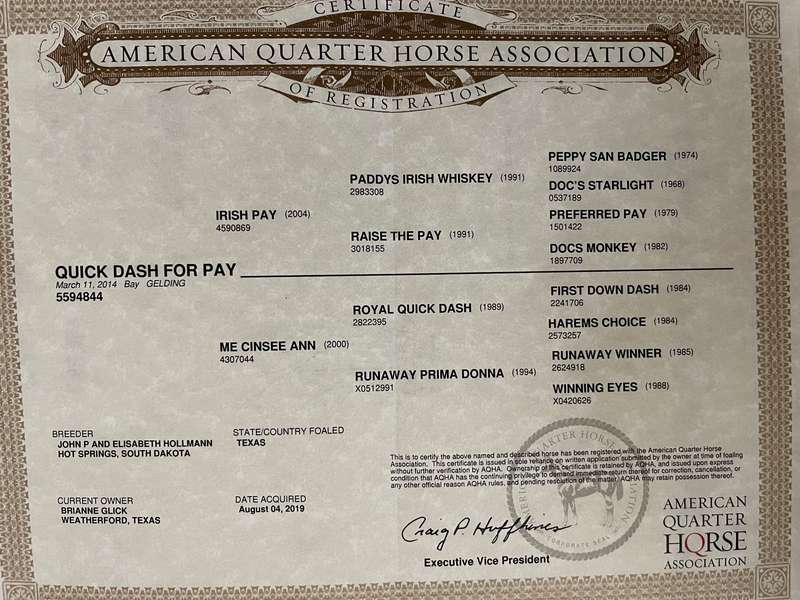 CERTIFICATE
AMERICAN QUARTER HORSE ASSOCIATION
OF REGISTRATION
PEPPY SAN BADGER (1974)
1089924
PADDYS IRISH WHISKEY (1991)
2983308
DOC'S STARLIGHT (1968)
0537189
IRISH PAY (2004)
4590869
PREFERRED PAY (1979)
1501422
RAISE THE PAY (1991)
3018155
DOCS MONKEY (1982)
1897709
QUICK DASH FOR PAY
March 11, 2014 Bay GELDING
5594844
FIRST DOWN DASH (1984)
2241706
ROYAL QUICK DASH (1989)
2822395
HAREMS CHOICE (1984)
2573257
ME CINSEE ANN (2000)
4307044
RUNAWAY WINNER (1985)
2624918
RUNAWAY PRIMA DONNA (1994)
X0512991
WINNING EYES (1988)
X0420626
BREEDER
JOHN P AND ELISABETH HOLLMANN
HOT SPRINGS, SOUTH DAKOTA
STATE/COUNTRY FOALED
TEXAS
This is to certify the above named and described horse has been registered with the American Quarter Horse
Association. This certificate is issued in sole reliance on written application submitted by the owner at time of foaling
without further verification by AQHA. Ownership of this certificate is retained by AQHA, and issued upon express
condition that AQHA has the continuing privilege to demand immediate return thereof for correction, cancellation, or
any other official reason AQHA rules, and pending resolution of the matter AQHA may retain possession thereof.
CURRENT OWNER
BRIANNE GLICK
WEATHERFORD, TEXAS
DATE ACQUIRED
August 04, 2019
Craig P. Huffhines
Executive Vice President
CORPORATE SEAL
AMERICAN
QUARTER
HORSE
ASSOCIATION